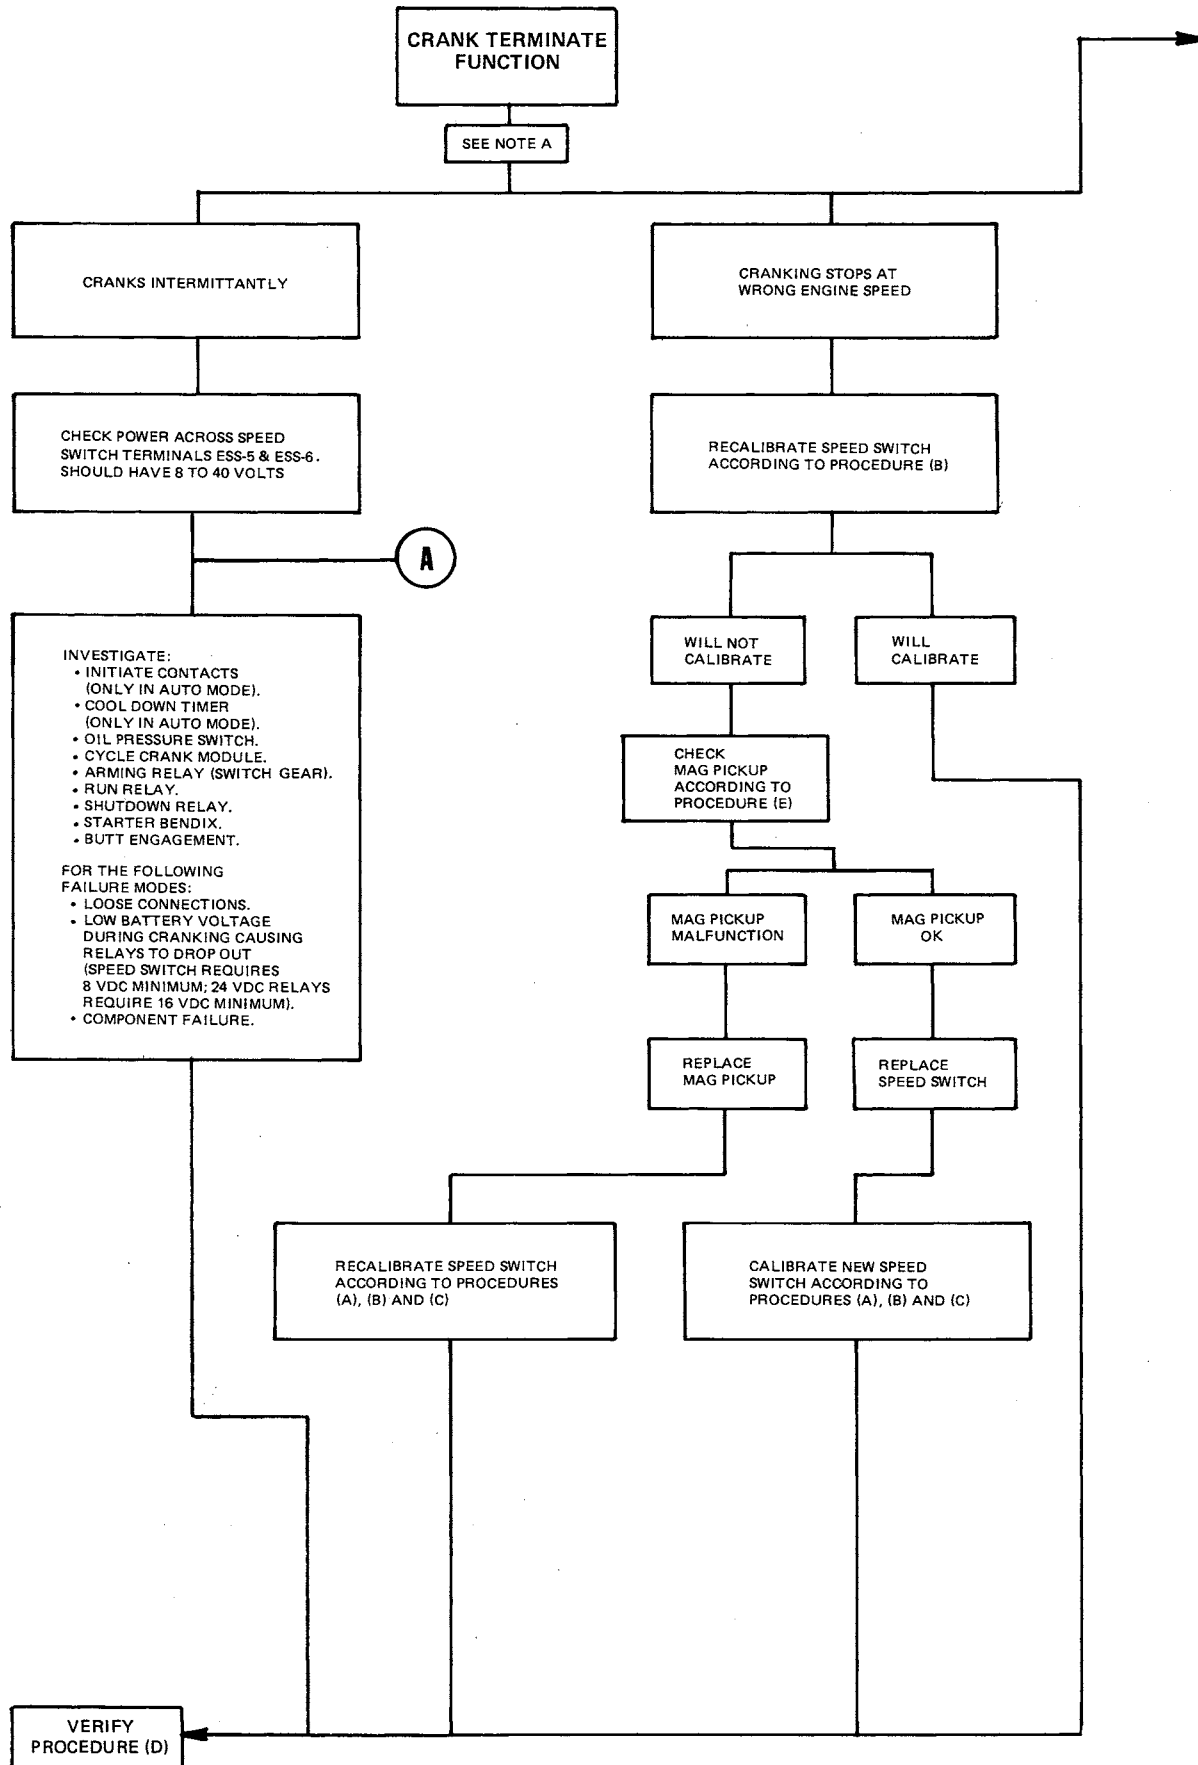 CRANK TERMINATE
FUNCTION
SEE NOTE A
CRANKS INTERMITTANTLY
CHECK POWER ACROSS SPEED
SWITCH TERMINALS ESS-5 & ESS-6.
SHOULD HAVE 8 TO 40 VOLTS
A
INVESTIGATE:
• INITIATE CONTACTS
(ONLY IN AUTO MODE).
• COOL DOWN TIMER
(ONLY IN AUTO MODE).
• OIL PRESSURE SWITCH.
• CYCLE CRANK MODULE.
• ARMING RELAY (SWITCH GEAR).
• RUN RELAY.
• SHUTDOWN RELAY.
• STARTER BENDIX.
• BUTT ENGAGEMENT.
FOR THE FOLLOWING
FAILURE MODES:
• LOOSE CONNECTIONS.
• LOW BATTERY VOLTAGE
DURING CRANKING CAUSING
RELAYS TO DROP OUT
(SPEED SWITCH REQUIRES
8 VDC MINIMUM; 24 VDC RELAYS
REQUIRE 16 VDC MINIMUM).
• COMPONENT FAILURE.
CRANKING STOPS AT
WRONG ENGINE SPEED
RECALIBRATE SPEED SWITCH
ACCORDING TO PROCEDURE (B)
WILL NOT
CALIBRATE
WILL
CALIBRATE
CHECK
MAG PICKUP
ACCORDING TO
PROCEDURE (E)
MAG PICKUP
MALFUNCTION
MAG PICKUP
OK
REPLACE
MAG PICKUP
REPLACE
SPEED SWITCH
RECALIBRATE SPEED SWITCH
ACCORDING TO PROCEDURES
(A), (B) AND (C)
CALIBRATE NEW SPEED
SWITCH ACCORDING TO
PROCEDURES (A), (B) AND (C)
VERIFY
PROCEDURE (D)